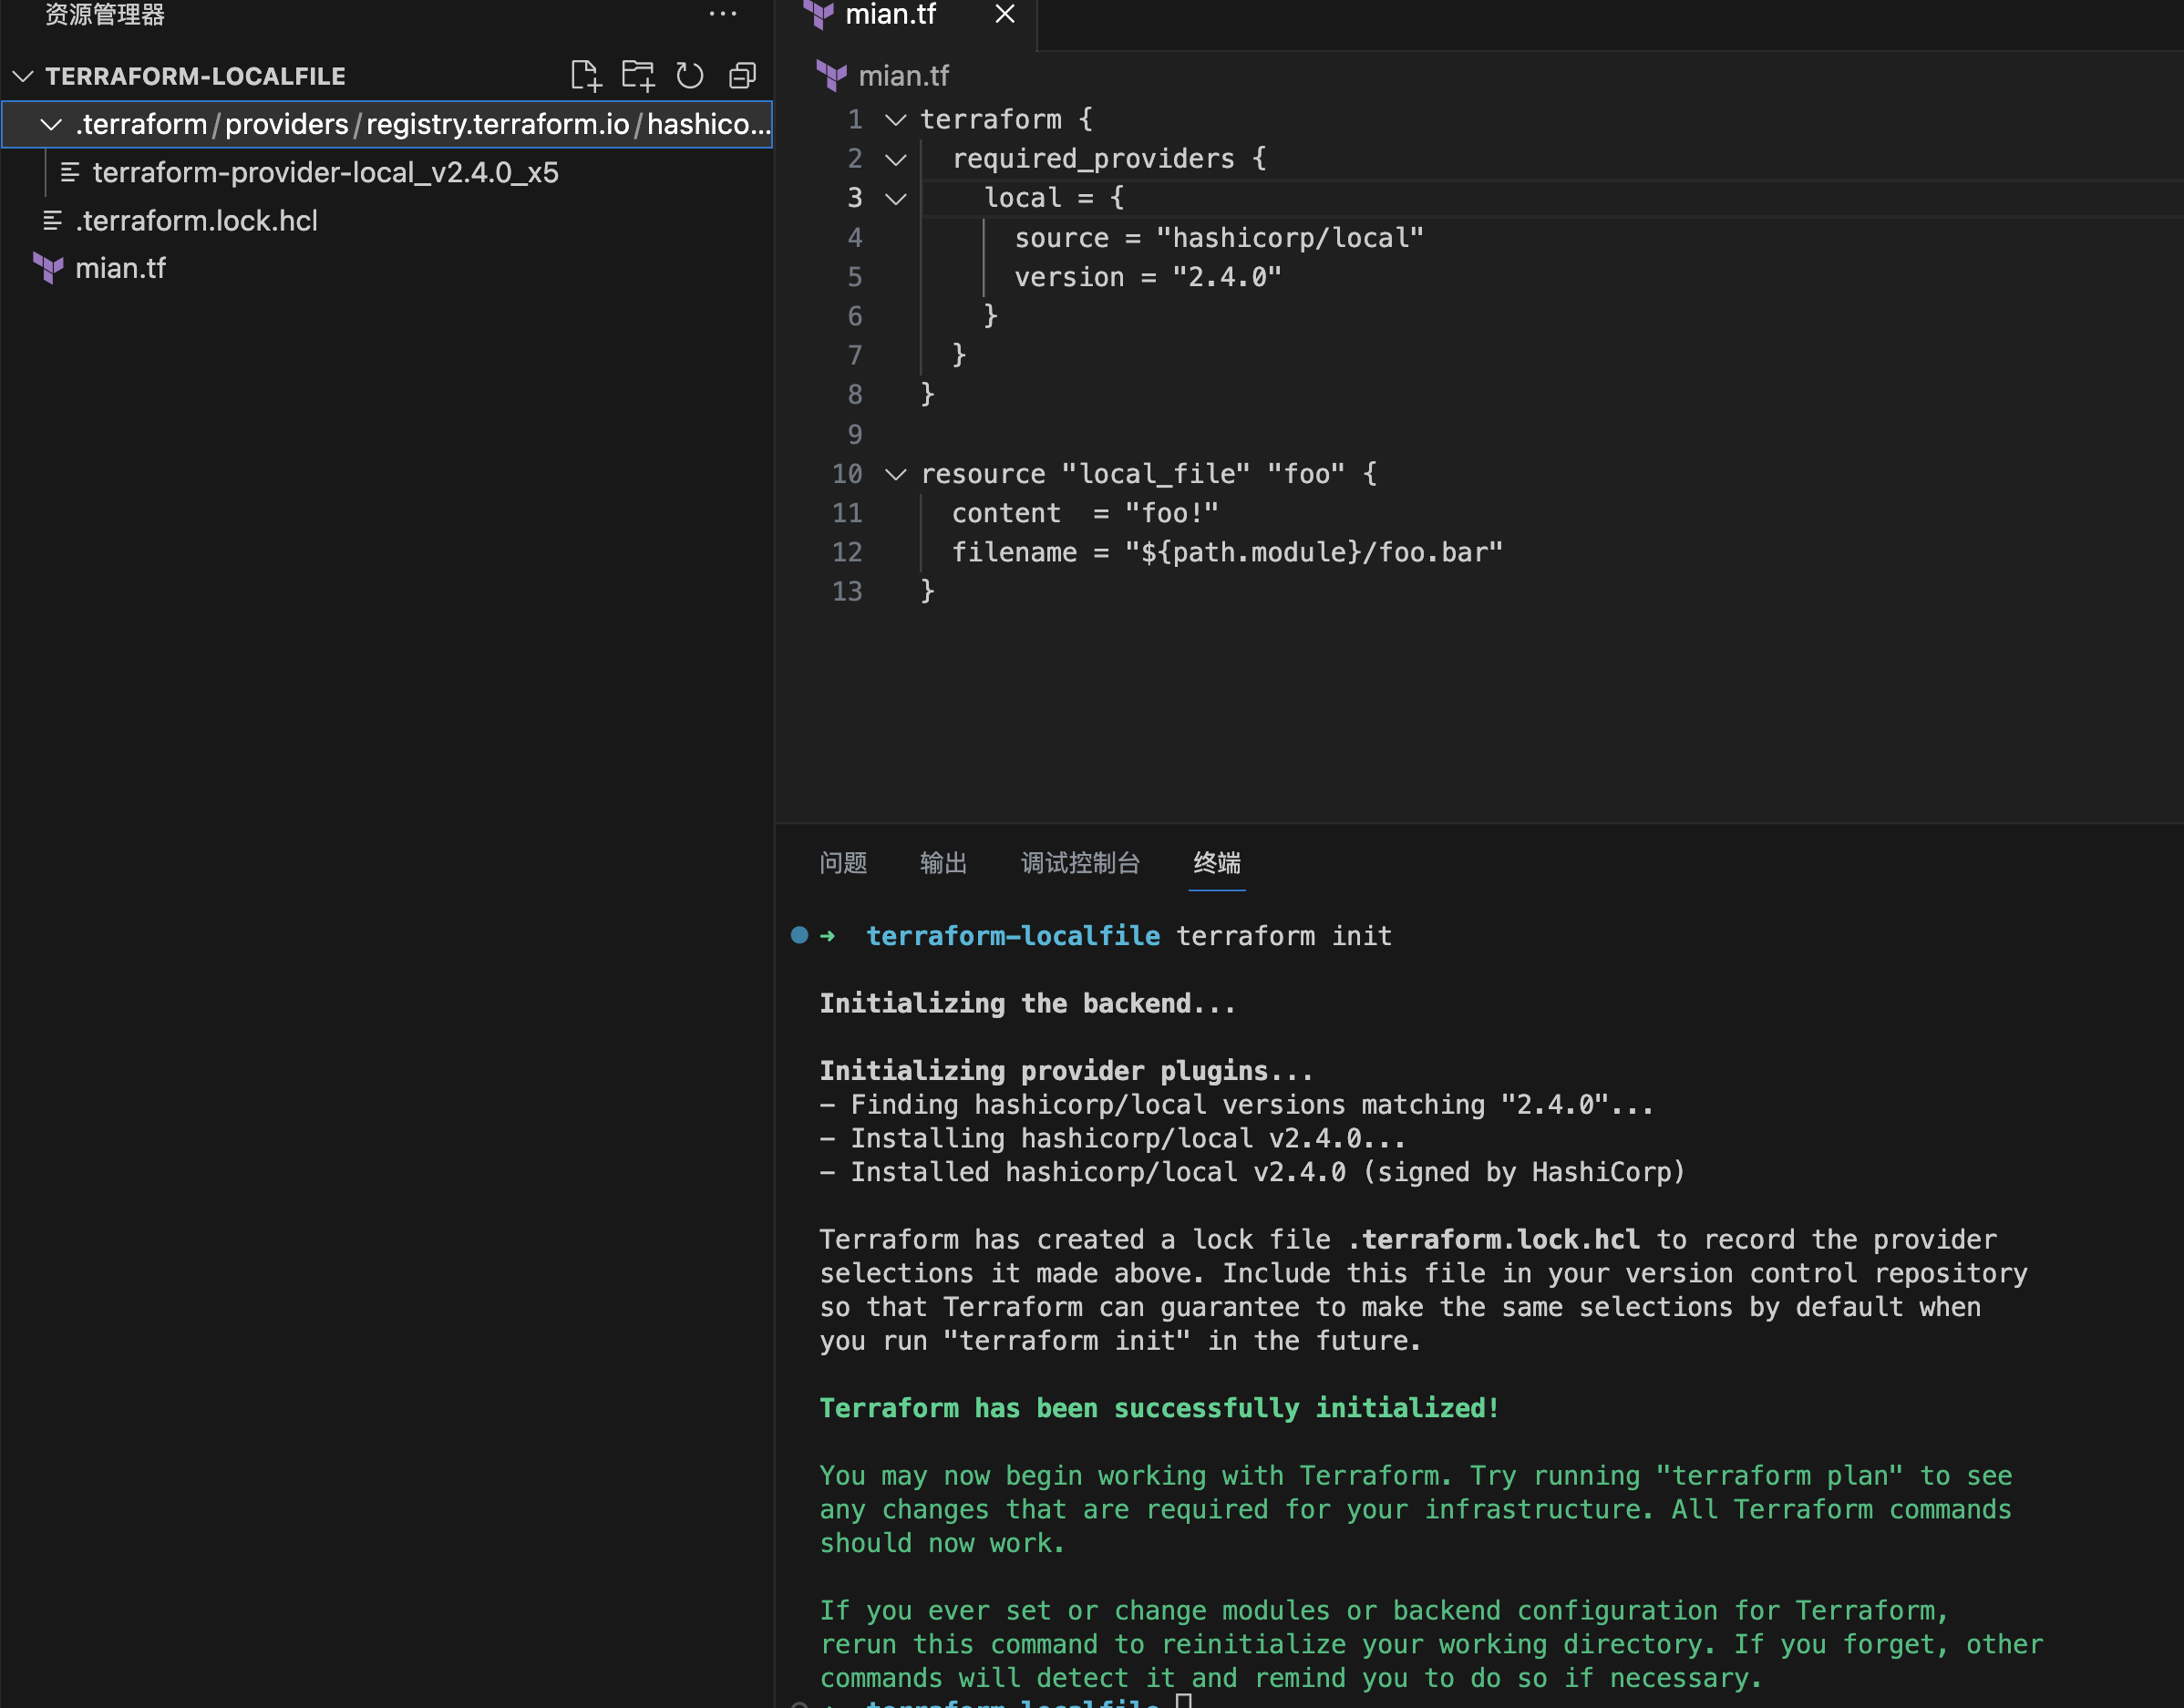 资源管理器
TERRAFORM-LOCALFILE
.terraform/providers/registry.terraform.io/hashico...
terraform-provider-local_v2.4.0_x5
.terraform.lock.hcl
mian.tf
mian.tf
mian.tf
1 terraform {
2 required_providers {
3 local = {
4 source = "hashicorp/local"
5 version = "2.4.0"
6 }
7 }
8 }
9
10 resource "local_file" "foo" {
11 content  = "foo!"
12 filename = "${path.module}/foo.bar"
13 }
问题 输出 调试控制台 终端
➜ terraform-localfile terraform init
Initializing the backend...
Initializing provider plugins...
- Finding hashicorp/local versions matching "2.4.0"...
- Installing hashicorp/local v2.4.0...
- Installed hashicorp/local v2.4.0 (signed by HashiCorp)
Terraform has created a lock file .terraform.lock.hcl to record the provider
selections it made above. Include this file in your version control repository
so that Terraform can guarantee to make the same selections by default when
you run "terraform init" in the future.
Terraform has been successfully initialized!
You may now begin working with Terraform. Try running "terraform plan" to see
any changes that are required for your infrastructure. All Terraform commands
should now work.
If you ever set or change modules or backend configuration for Terraform,
rerun this command to reinitialize your working directory. If you forget, other
commands will detect it and remind you to do so if necessary.
terraform-localfile